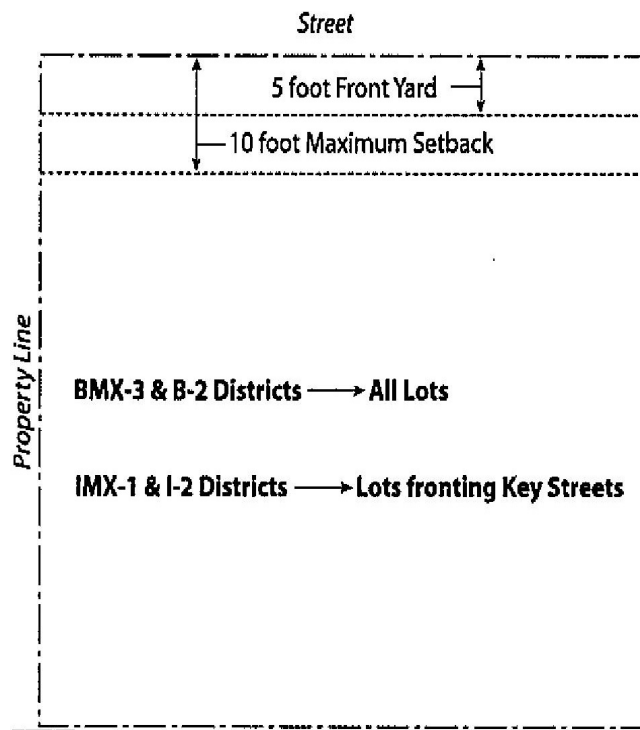 Street
5 foot Front Yard
10 foot Maximum Setback
Property Line
BMX-3 & B-2 Districts → All Lots
IMX-1 & I-2 Districts → Lots fronting Key Streets